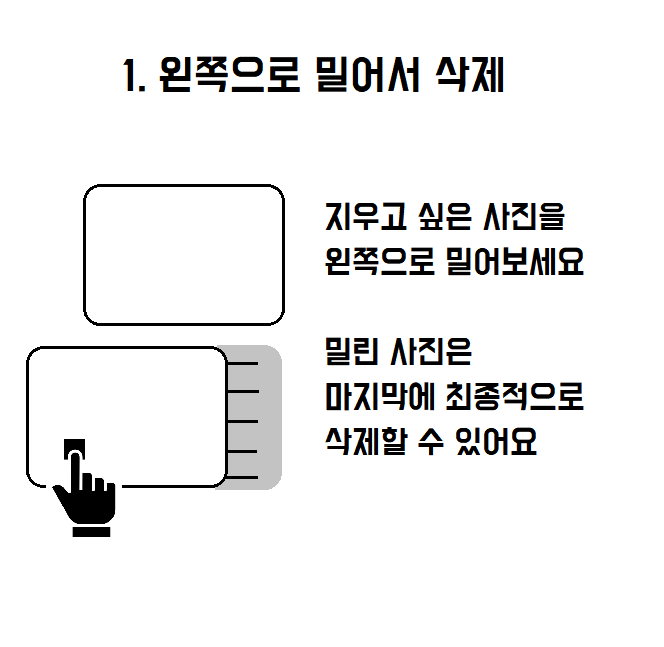 1. 왼쪽으로 밀어서 삭제
지우고 싶은 사진을
왼쪽으로 밀어보세요
밀린 사진은
마지막에 최종적으로
삭제할 수 있어요